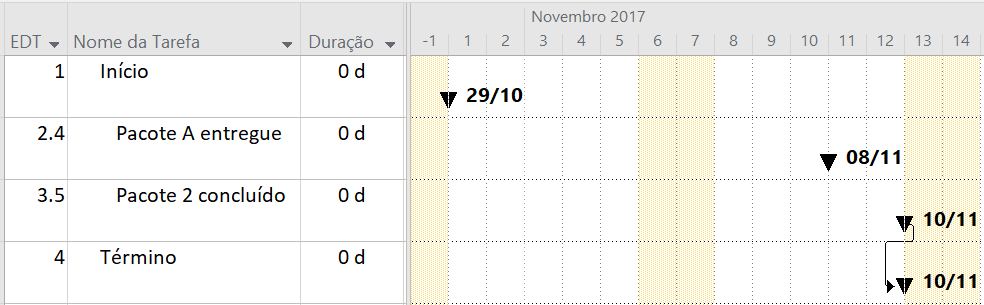 Novembro 2017
EDT Nome da Tarefa Duração -1 1 2 3 4 5 6 7 8 9 10 11 12 13 14
1 Início 0 d 29/10
2.4 Pacote A entregue 0 d 08/11
3.5 Pacote 2 concluído 0 d 10/11
4 Término 0 d 10/11